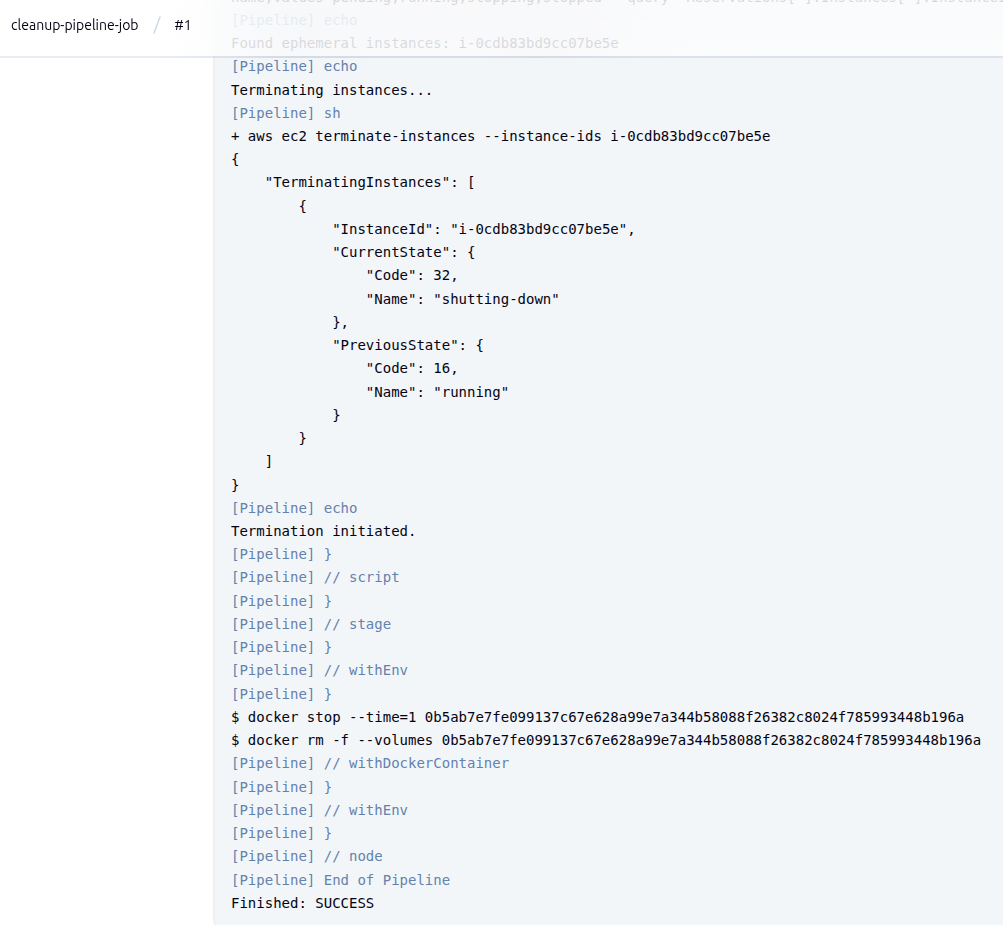 cleanup-pipeline-job / #1
[Pipeline] echo
Found ephemeral instances: i-0cdb83bd9cc07be5e
[Pipeline] echo
Terminating instances...
[Pipeline] sh
+ aws ec2 terminate-instances --instance-ids i-0cdb83bd9cc07be5e
{
    "TerminatingInstances": [
        {
            "InstanceId": "i-0cdb83bd9cc07be5e",
            "CurrentState": {
                "Code": 32,
                "Name": "shutting-down"
            },
            "PreviousState": {
                "Code": 16,
                "Name": "running"
            }
        }
    ]
}
[Pipeline] echo
Termination initiated.
[Pipeline] }
[Pipeline] // script
[Pipeline] }
[Pipeline] // stage
[Pipeline] }
[Pipeline] // withEnv
[Pipeline] }
$ docker stop --time=1 0b5ab7e7fe099137c67e628a99e7a344b58088f26382c8024f785993448b196a
$ docker rm -f --volumes 0b5ab7e7fe099137c67e628a99e7a344b58088f26382c8024f785993448b196a
[Pipeline] // withDockerContainer
[Pipeline] }
[Pipeline] // withEnv
[Pipeline] }
[Pipeline] // node
[Pipeline] End of Pipeline
Finished: SUCCESS